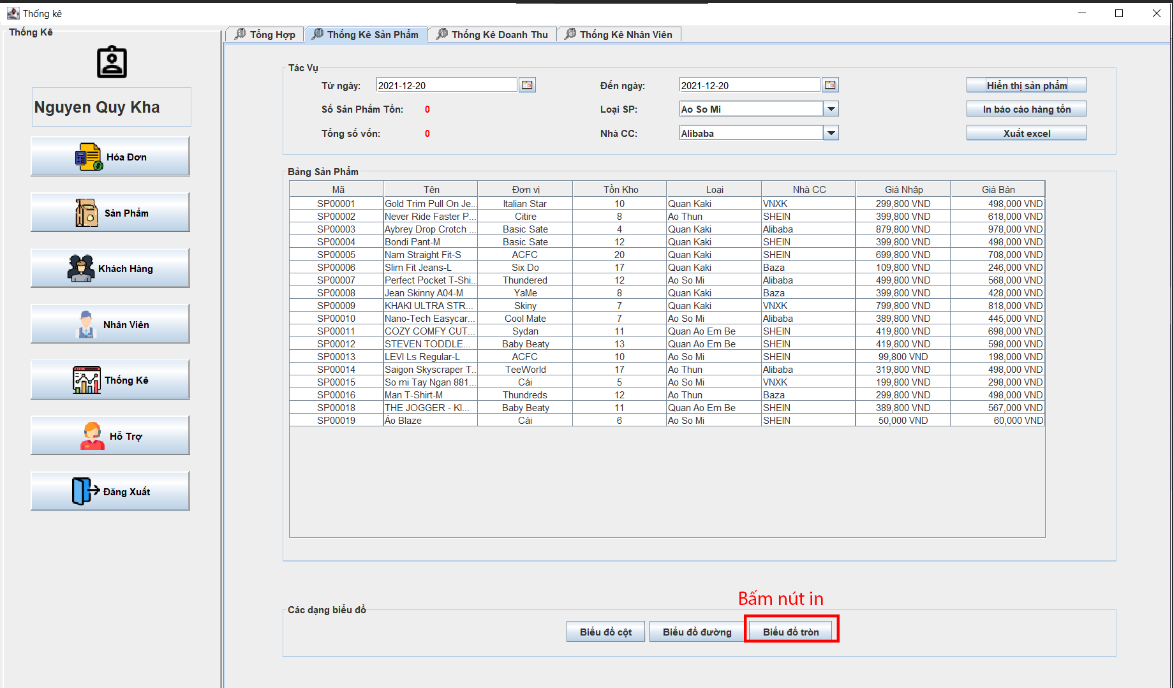 Thống kê
Thống Kê
Nguyen Quy Kha
Hóa Đơn
Sản Phẩm
Khách Hàng
Nhân Viên
Thống Kê
Hỗ Trợ
Đăng Xuất
Tổng Hợp Thống Kê Sản Phẩm Thống Kê Doanh Thu Thống Kê Nhân Viên
Tác Vụ
Từ ngày: 2021-12-20 Đến ngày: 2021-12-20 Hiển thị sản phẩm
Số Sản Phẩm Tồn: 0 Loại SP: Ao So Mi In báo cáo hàng tồn
Tổng số vốn: 0 Nhà CC: Alibaba Xuất excel
Bảng Sản Phẩm
Mã Tên Đơn vị Tồn Kho Loại Nhà CC Giá Nhập Giá Bán
SP00001 Gold Trim Pull On Je... Italian Star 10 Quan Kaki VNXK 299,800 VND 498,000 VND
SP00002 Never Ride Faster P... Citire 8 Ao Thun SHEIN 399,800 VND 618,000 VND
SP00003 Aybrey Drop Crotch ... Basic Sate 4 Quan Kaki Alibaba 879,800 VND 978,000 VND
SP00004 Bondi Pant-M Basic Sate 12 Quan Kaki SHEIN 399,800 VND 498,000 VND
SP00005 Nam Straight Fit-S ACFC 20 Quan Kaki SHEIN 699,800 VND 708,000 VND
SP00006 Slim Fit Jeans-L Six Do 17 Quan Kaki Baza 109,800 VND 246,000 VND
SP00007 Perfect Pocket T-Shi... Thundered 12 Ao So Mi Alibaba 499,800 VND 568,000 VND
SP00008 Jean Skinny A04-M YaMe 8 Quan Kaki Baza 399,800 VND 428,000 VND
SP00009 KHAKI ULTRA STR... Skiny 7 Quan Kaki VNXK 799,800 VND 818,000 VND
SP00010 Nano-Tech Easycar... Cool Mate 7 Ao So Mi Alibaba 389,800 VND 445,000 VND
SP00011 COZY COMFY CUT... Sydan 11 Quan Ao Em Be SHEIN 419,800 VND 698,000 VND
SP00012 STEVEN TODDLE... Baby Beaty 13 Quan Ao Em Be SHEIN 419,800 VND 598,000 VND
SP00013 LEVI Ls Regular-L ACFC 10 Ao So Mi SHEIN 99,800 VND 198,000 VND
SP00014 Saigon Skyscraper T... TeeWorld 17 Ao Thun Alibaba 319,800 VND 498,000 VND
SP00015 So mi Tay Ngan 881... Cái 5 Ao So Mi VNXK 199,800 VND 298,000 VND
SP00016 Man T-Shirt-M Thundreds 12 Ao Thun Baza 299,800 VND 498,000 VND
SP00018 THE JOGGER - KI... Baby Beaty 11 Quan Ao Em Be SHEIN 389,800 VND 567,000 VND
SP00019 Áo Blaze Cái 6 Ao So Mi SHEIN 50,000 VND 60,000 VND
Bấm nút in
Các dạng biểu đồ
Biểu đồ cột Biểu đồ đường Biểu đồ tròn